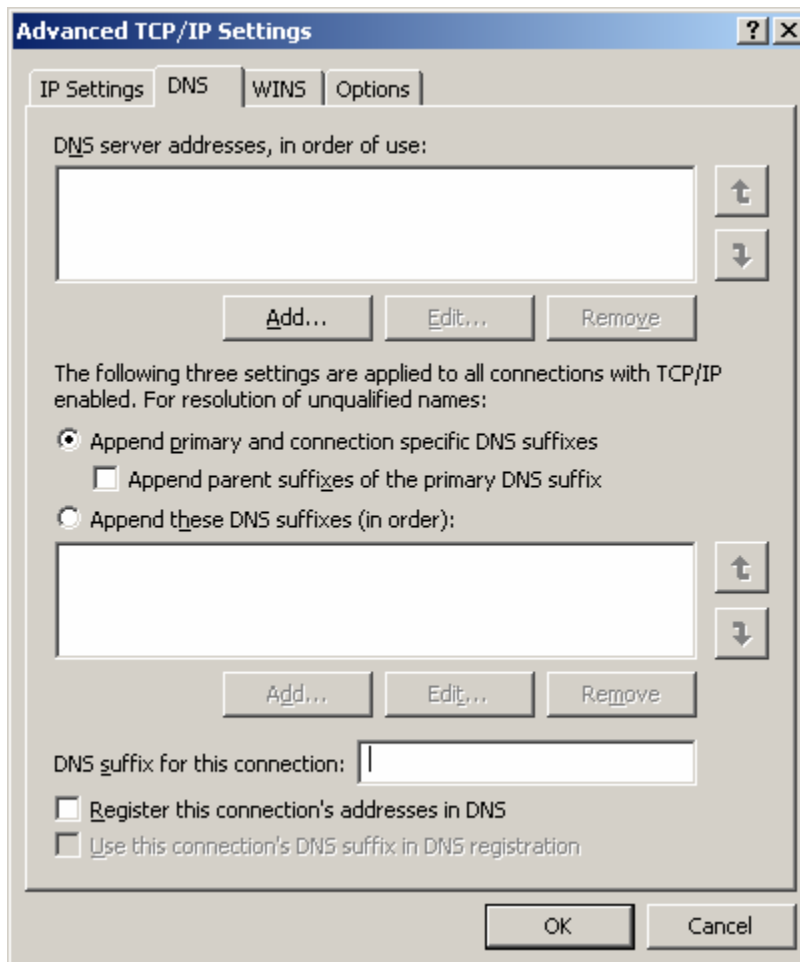 Advanced TCP/IP Settings
IP Settings DNS WINS Options
DNS server addresses, in order of use:
Add... Edit... Remove
The following three settings are applied to all connections with TCP/IP
enabled. For resolution of unqualified names:
Append primary and connection specific DNS suffixes
Append parent suffixes of the primary DNS suffix
Append these DNS suffixes (in order):
Add... Edit... Remove
DNS suffix for this connection:
Register this connection's addresses in DNS
Use this connection's DNS suffix in DNS registration
OK Cancel